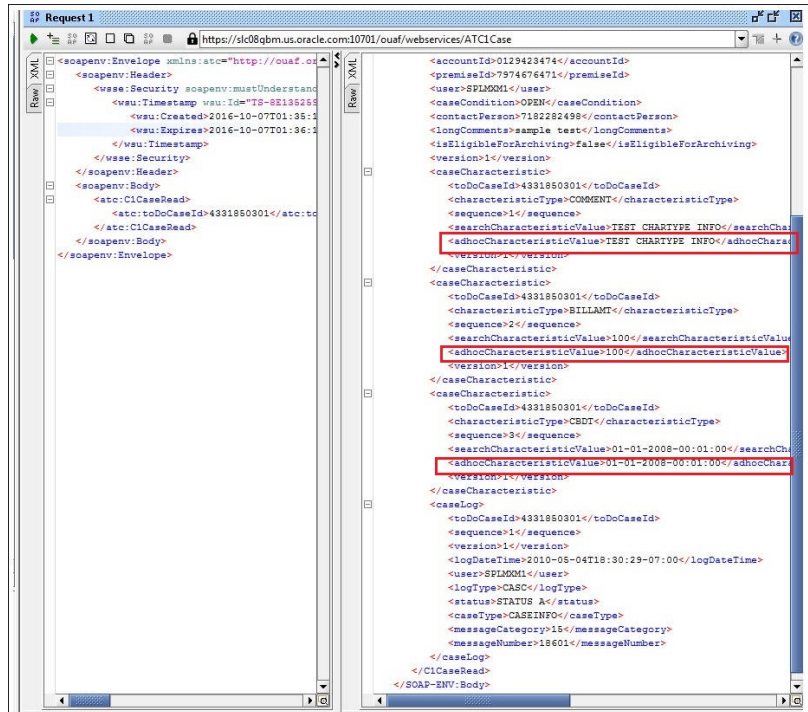 Request 1
https://slc08qbm.us.oracle.com:10701/ouaf/webservices/ATC1Case
XML
Raw
<soapenv:Envelope xmlns:atc="http://ouaf.or
<soapenv:Header>
<wsse:Security soapenv:mustUnderstand
<wsu:Timestamp wsu:Id="TS-8E135259
<wsu:Created>2016-10-07T01:35:1
<wsu:Expires>2016-10-07T01:36:1
</wsu:Timestamp>
</wsse:Security>
</soapenv:Header>
<soapenv:Body>
<atc:C1CaseRead>
<atc:toDoCaseId>4331850301</atc:to
</atc:C1CaseRead>
</soapenv:Body>
</soapenv:Envelope>
XML
Raw
<accountId>0129423474</accountId>
<premiseId>7974676471</premiseId>
<user>SPLMXM1</user>
<caseCondition>OPEN</caseCondition>
<contactPerson>7182282498</contactPerson>
<longComments>sample test</longComments>
<isEligibleForArchiving>false</isEligibleForArchiving>
<version>1</version>
<caseCharacteristic>
<toDoCaseId>4331850301</toDoCaseId>
<characteristicType>COMMENT</characteristicType>
<sequence>1</sequence>
<searchCharacteristicValue>TEST CHARTYPE INFO</searchChar
<adhocCharacteristicValue>TEST CHARTYPE INFO</adhocCharac
<version>1</version>
</caseCharacteristic>
<caseCharacteristic>
<toDoCaseId>4331850301</toDoCaseId>
<characteristicType>BILLAMT</characteristicType>
<sequence>2</sequence>
<searchCharacteristicValue>100</searchCharacteristicValue
<adhocCharacteristicValue>100</adhocCharacteristicValue>
<version>1</version>
</caseCharacteristic>
<caseCharacteristic>
<toDoCaseId>4331850301</toDoCaseId>
<characteristicType>CBDT</characteristicType>
<sequence>3</sequence>
<searchCharacteristicValue>01-01-2008-00:01:00</searchCha
<adhocCharacteristicValue>01-01-2008-00:01:00</adhocChara
<version>1</version>
</caseCharacteristic>
<caseLog>
<toDoCaseId>4331850301</toDoCaseId>
<sequence>1</sequence>
<version>1</version>
<logDateTime>2010-05-04T18:30:29-07:00</logDateTime>
<user>SPLMXM1</user>
<logType>CASC</logType>
<status>STATUS A</status>
<caseType>CASEINFO</caseType>
<messageCategory>15</messageCategory>
<messageNumber>18601</messageNumber>
</caseLog>
</C1CaseRead>
</SOAP-ENV:Body>